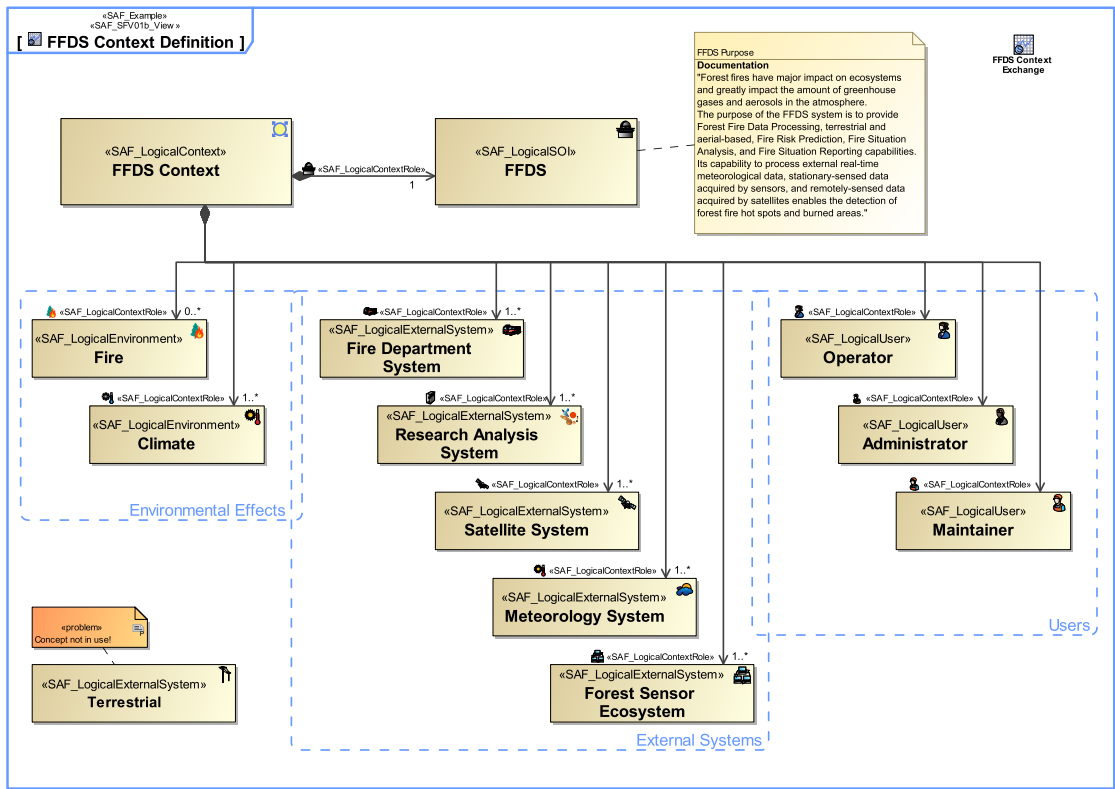 «SAF_Example»
«SAF_SFV01b_View »
[ FFDS Context Definition ]
FFDS Context
Exchange
FFDS Purpose
Documentation
"Forest fires have major impact on ecosystems
and greatly impact the amount of greenhouse
gases and aerosols in the atmosphere.
The purpose of the FFDS system is to provide
Forest Fire Data Processing, terrestrial and
aerial-based, Fire Risk Prediction, Fire Situation
Analysis, and Fire Situation Reporting capabilities.
Its capability to process external real-time
meteorological data, stationary-sensed data
acquired by sensors, and remotely-sensed data
acquired by satellites enables the detection of
forest fire hot spots and burned areas."
«SAF_LogicalContext»
FFDS Context
«SAF_LogicalContextRole»
1
«SAF_LogicalSOI»
FFDS
«SAF_LogicalContextRole» 0..*
«SAF_LogicalEnvironment»
Fire
«SAF_LogicalContextRole» 1..*
«SAF_LogicalEnvironment»
Climate
Environmental Effects
«SAF_LogicalContextRole» 1..*
«SAF_LogicalExternalSystem»
Fire Department
System
«SAF_LogicalContextRole» 1..*
«SAF_LogicalExternalSystem»
Research Analysis
System
«SAF_LogicalContextRole» 1..*
«SAF_LogicalExternalSystem»
Satellite System
«SAF_LogicalContextRole» 1..*
«SAF_LogicalExternalSystem»
Meteorology System
«SAF_LogicalContextRole» 1..*
«SAF_LogicalExternalSystem»
Forest Sensor
Ecosystem
External Systems
«SAF_LogicalContextRole»
«SAF_LogicalUser»
Operator
«SAF_LogicalContextRole»
«SAF_LogicalUser»
Administrator
«SAF_LogicalContextRole»
«SAF_LogicalUser»
Maintainer
Users
«problem»
Concept not in use!
«SAF_LogicalExternalSystem»
Terrestrial